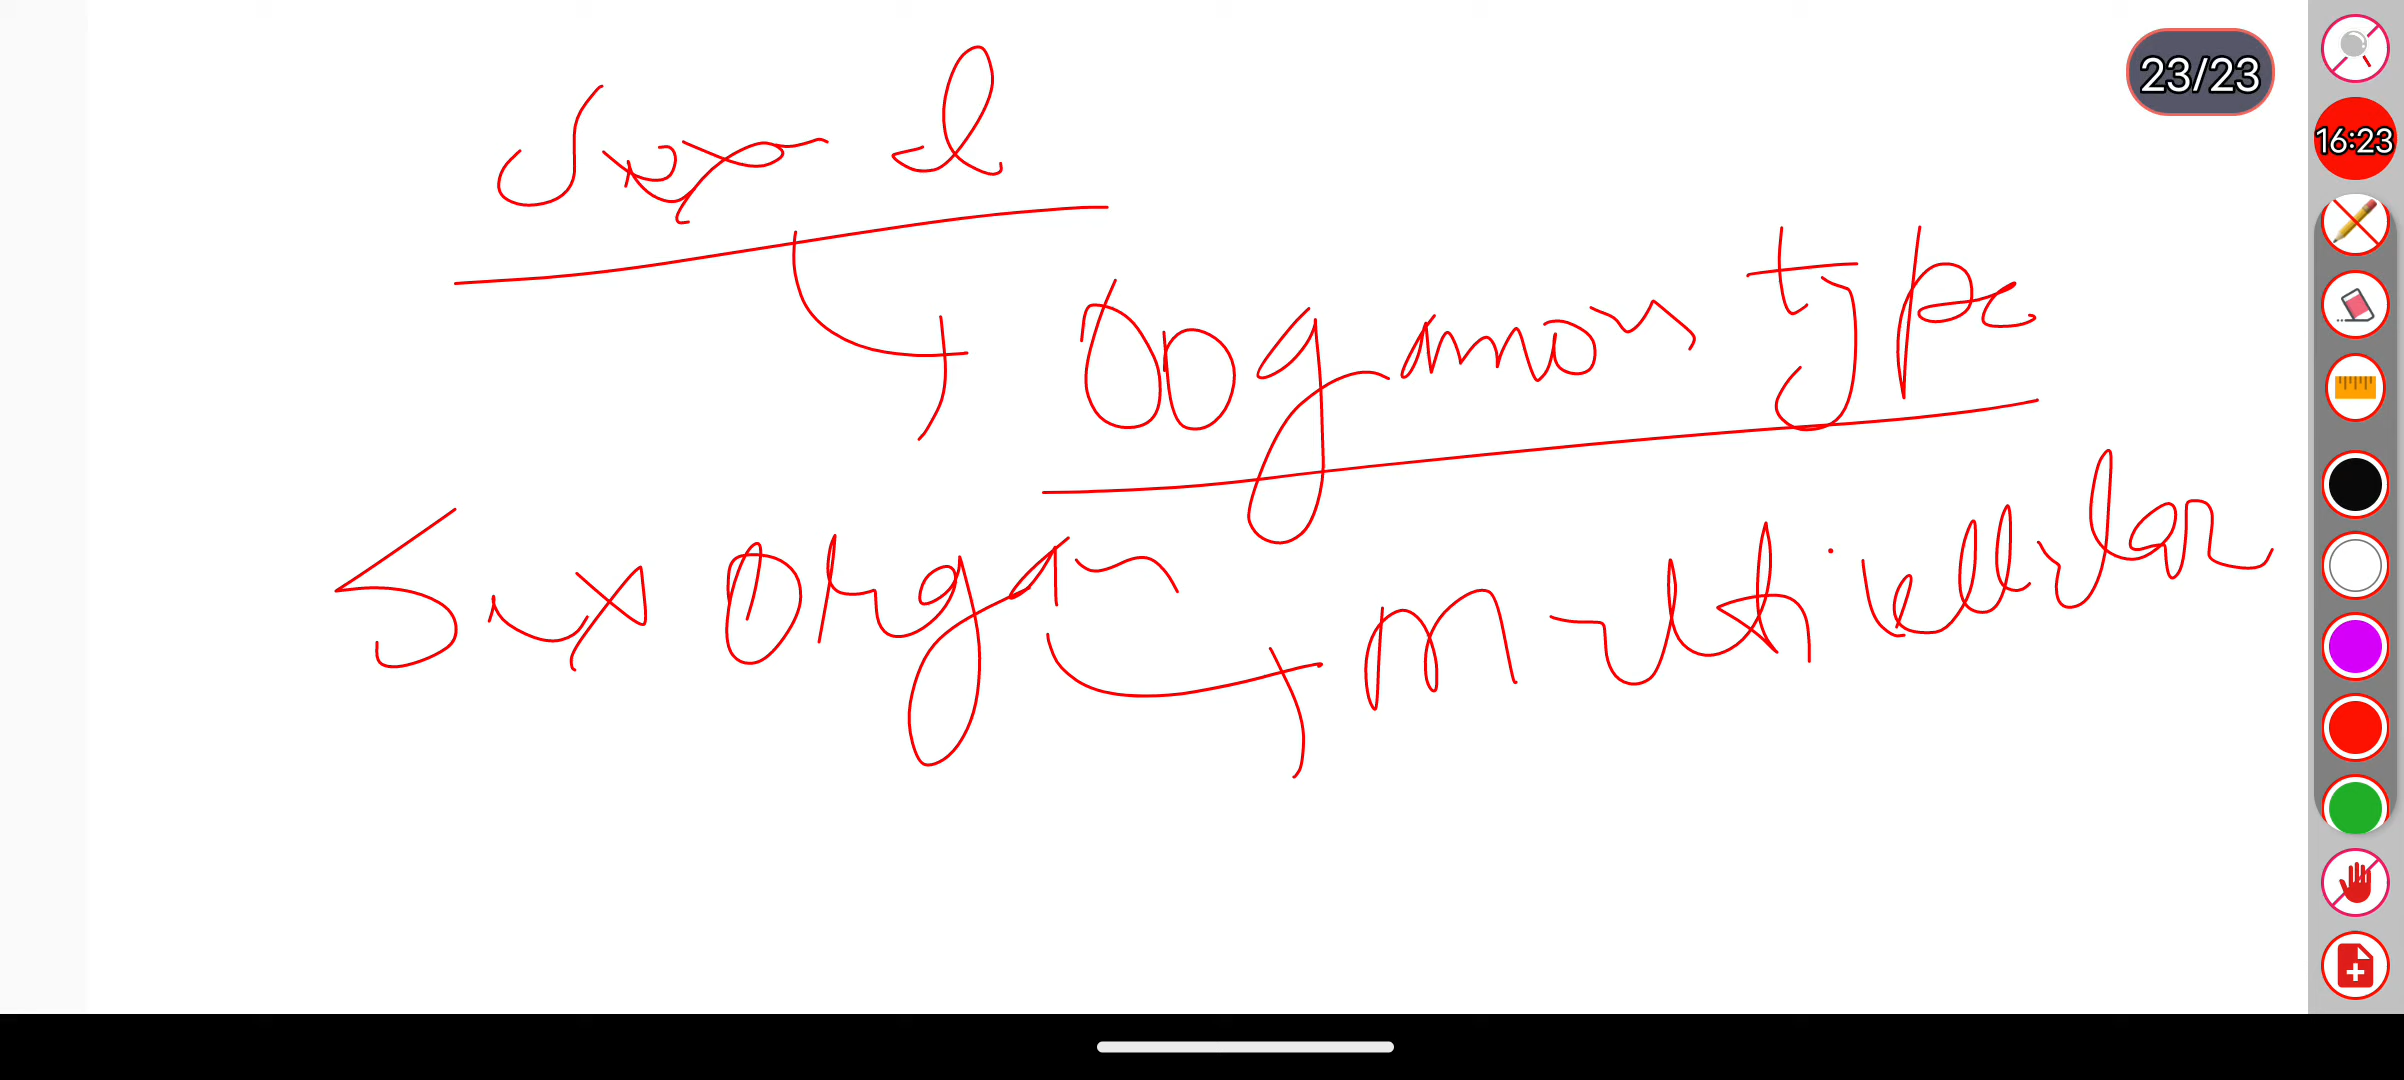 23/23
16:23
Sexual
Oogamous type
Sex Organ
multicellular